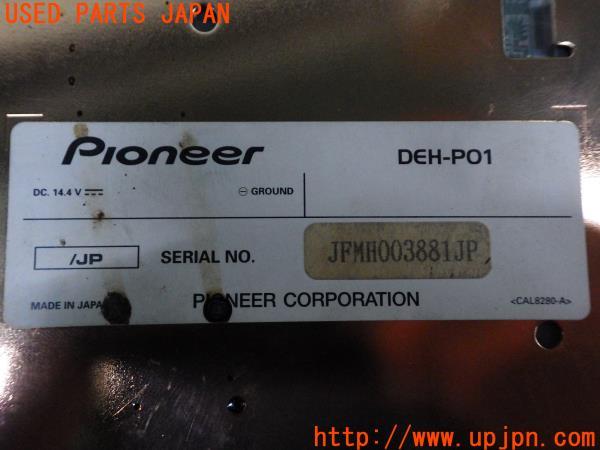 USED PARTS JAPAN
Pioneer
DEH-P01
DC. 14.4 V
⊖ GROUND
/JP
SERIAL NO.
JFMH003881JP
MADE IN JAPAN
PIONEER CORPORATION
<CAL8280-A>
http://www.upjpn.com/